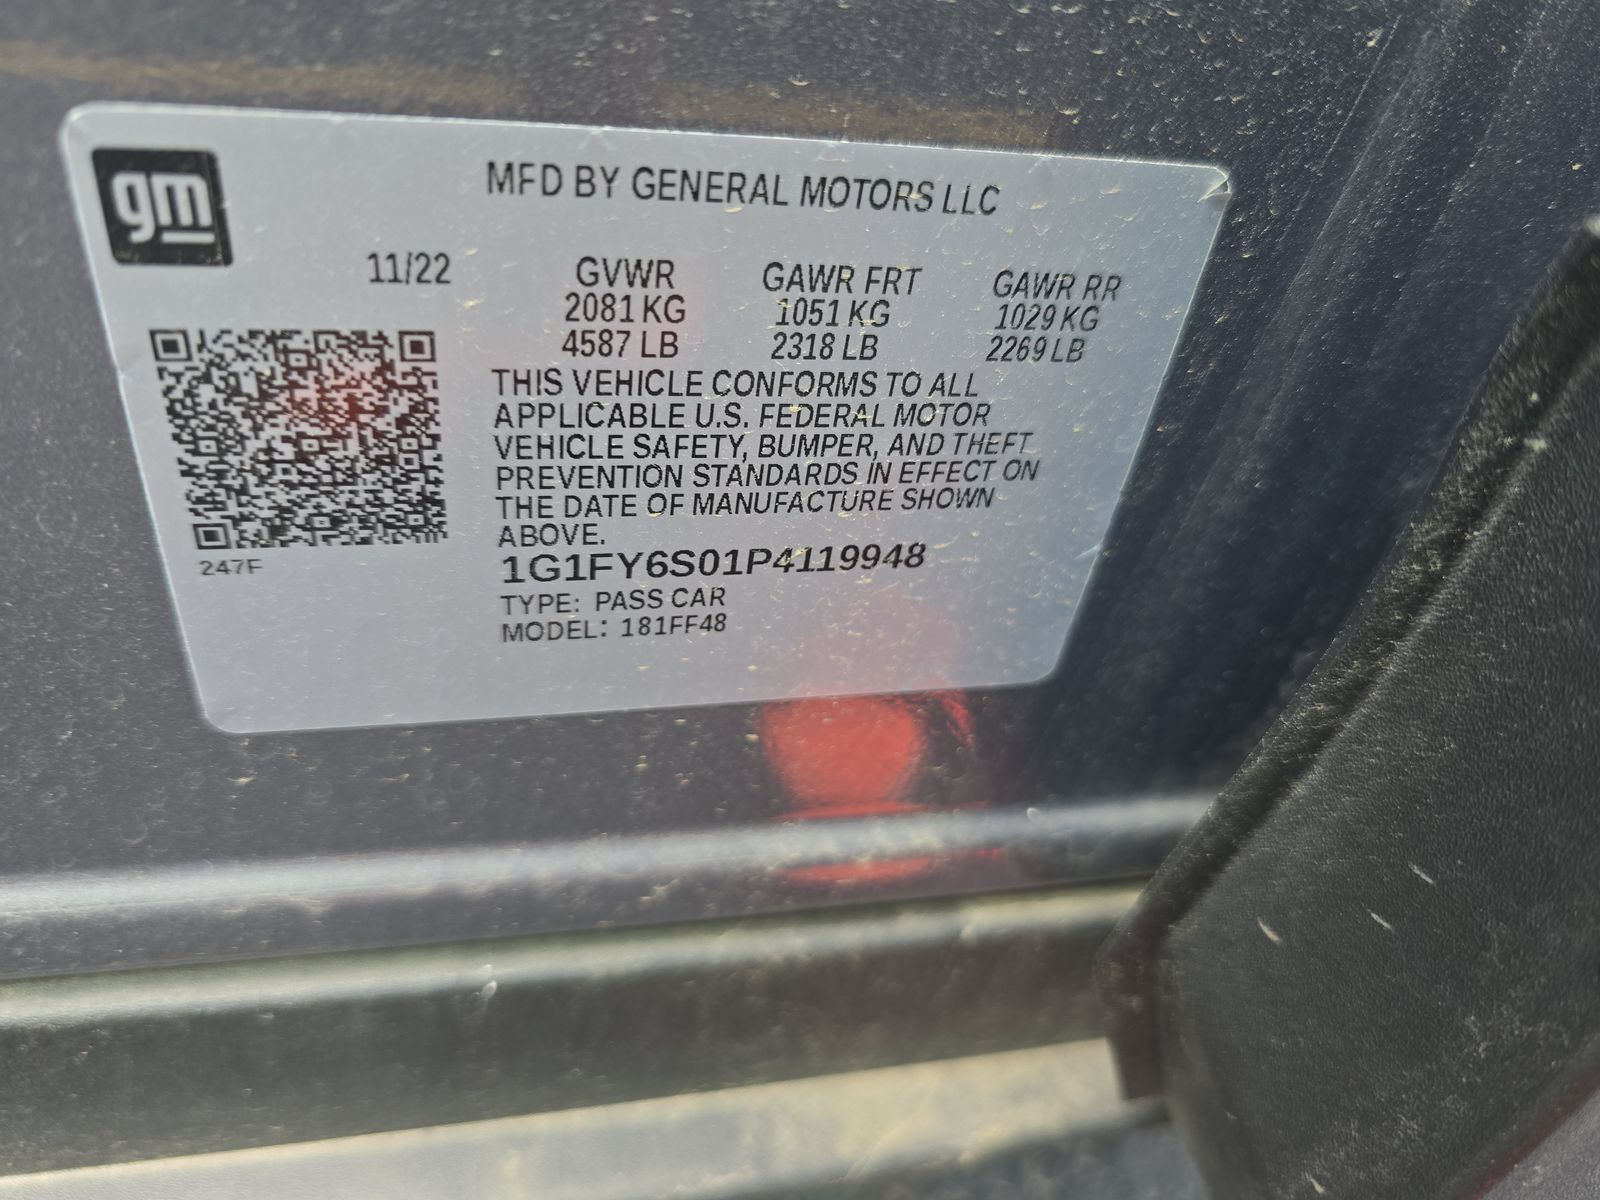 gm
MFD BY GENERAL MOTORS LLC
11/22 GVWR GAWR FRT GAWR RR
2081 KG 1051 KG 1029 KG
4587 LB 2318 LB 2269 LB
THIS VEHICLE CONFORMS TO ALL
APPLICABLE U.S. FEDERAL MOTOR
VEHICLE SAFETY, BUMPER, AND THEFT
PREVENTION STANDARDS IN EFFECT ON
THE DATE OF MANUFACTURE SHOWN
ABOVE.
247F
1G1FY6S01P4119948
TYPE: PASS CAR
MODEL: 181FF48